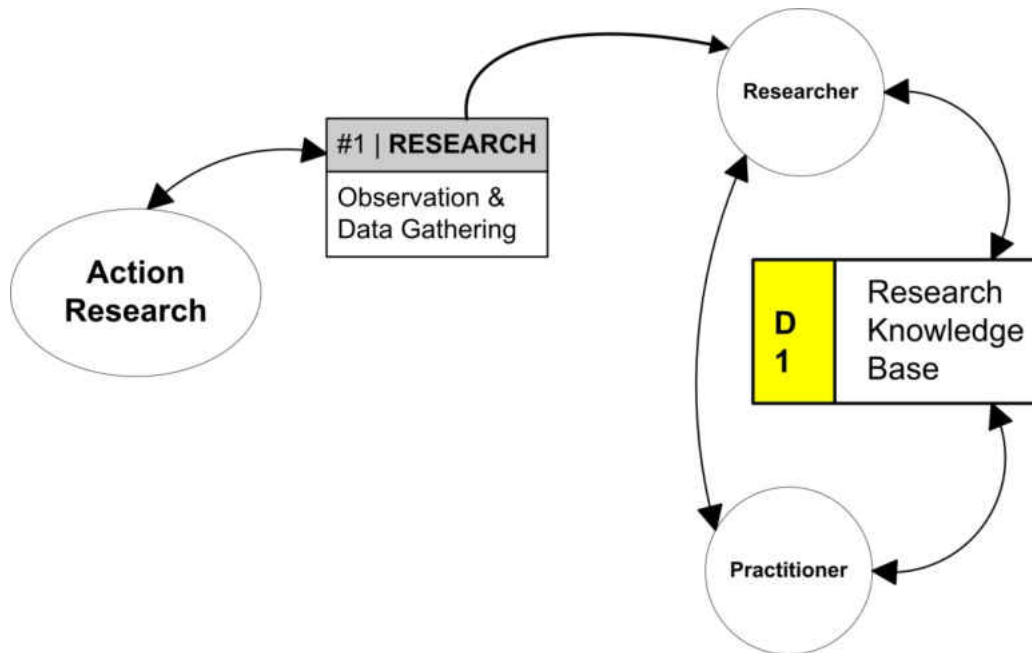 Researcher
#1 | RESEARCH
Observation &
Data Gathering
Action
Research
D
1
Research
Knowledge
Base
Practitioner